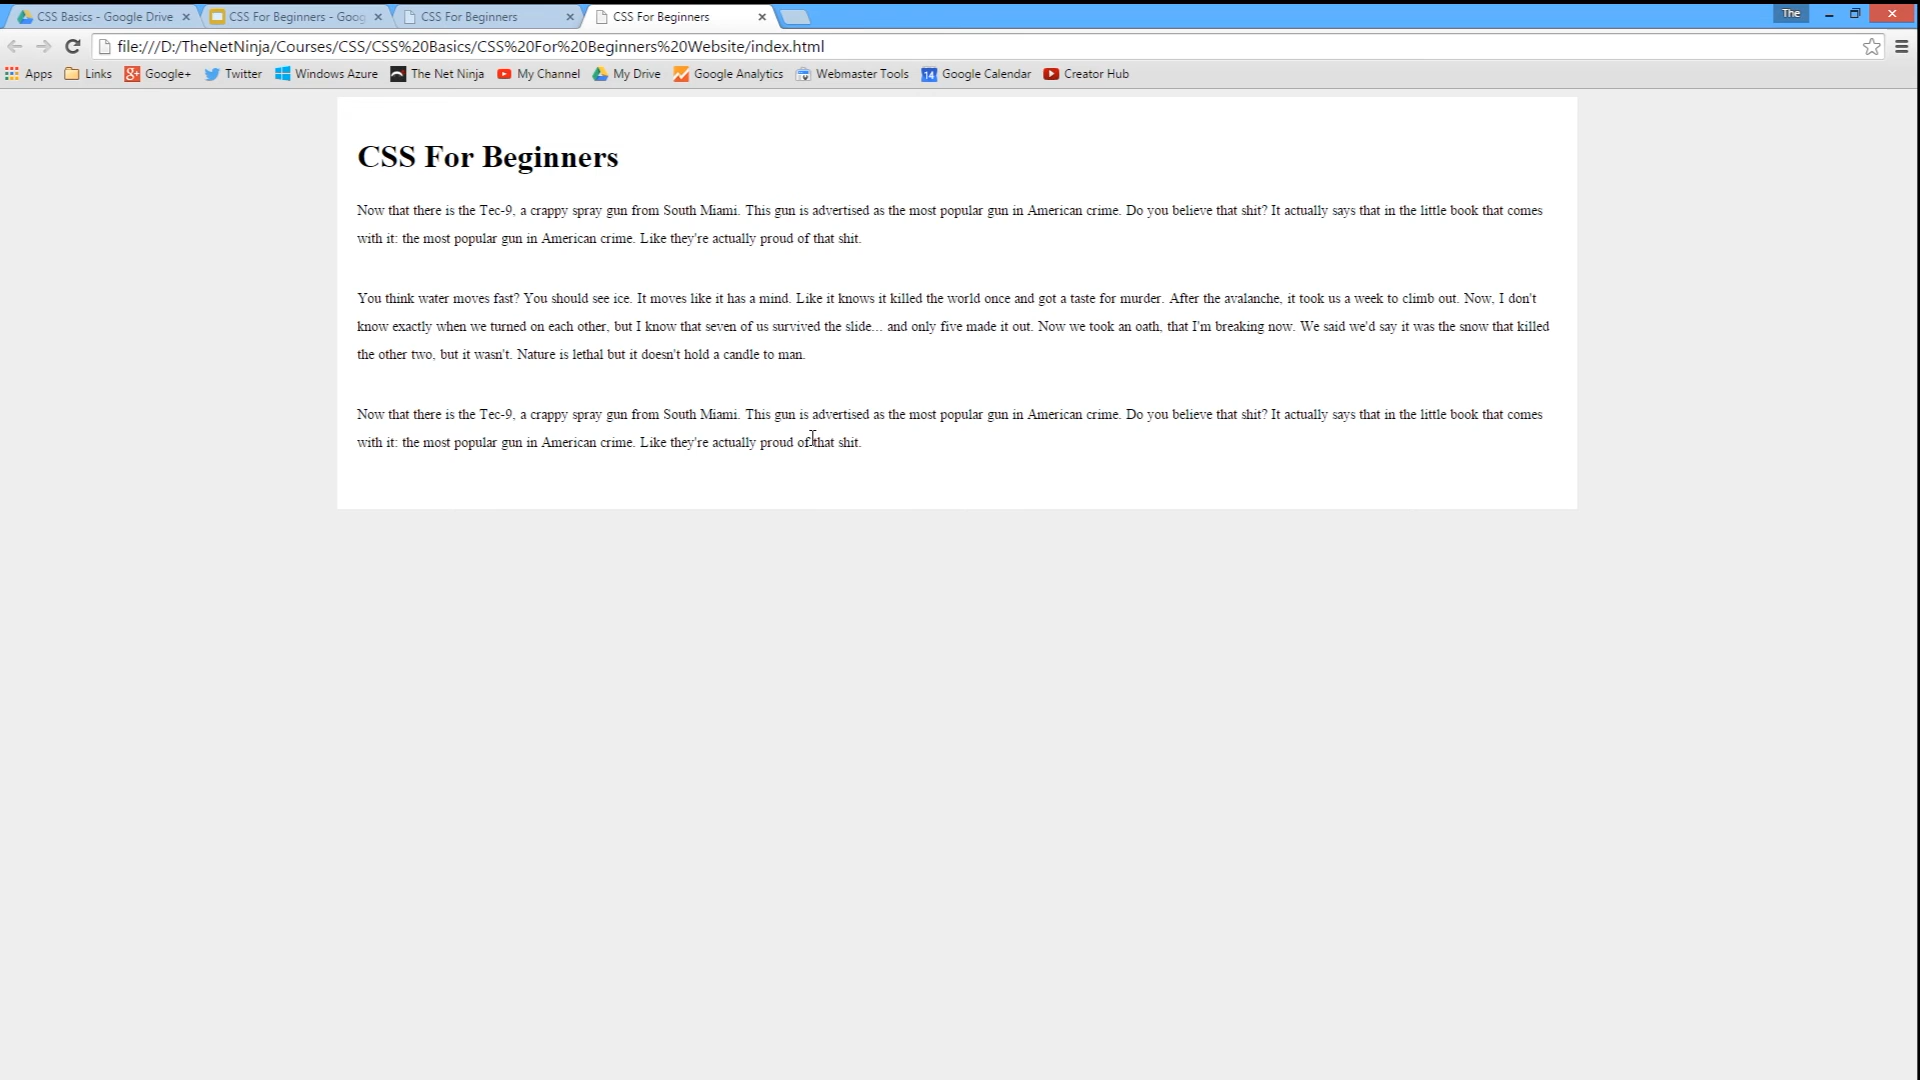 CSS Basics - Google Drive
CSS For Beginners - Goog
CSS For Beginners
CSS For Beginners
The
file:///D:/TheNetNinja/Courses/CSS/CSS%20Basics/CSS%20For%20Beginners%20Website/index.html
Apps Links Google+ Twitter Windows Azure The Net Ninja My Channel My Drive Google Analytics Webmaster Tools 14 Google Calendar Creator Hub
CSS For Beginners
Now that there is the Tec-9, a crappy spray gun from South Miami. This gun is advertised as the most popular gun in American crime. Do you believe that shit? It actually says that in the little book that comes
with it: the most popular gun in American crime. Like they're actually proud of that shit.
You think water moves fast? You should see ice. It moves like it has a mind. Like it knows it killed the world once and got a taste for murder. After the avalanche, it took us a week to climb out. Now, I don't
know exactly when we turned on each other, but I know that seven of us survived the slide... and only five made it out. Now we took an oath, that I'm breaking now. We said we'd say it was the snow that killed
the other two, but it wasn't. Nature is lethal but it doesn't hold a candle to man.
Now that there is the Tec-9, a crappy spray gun from South Miami. This gun is advertised as the most popular gun in American crime. Do you believe that shit? It actually says that in the little book that comes
with it: the most popular gun in American crime. Like they're actually proud of that shit.